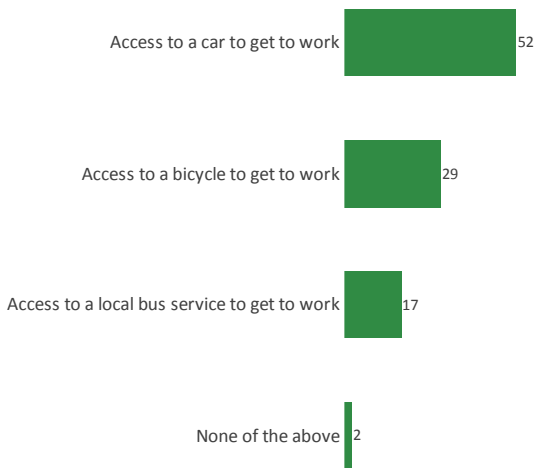 Access to a car to get to work 52
Access to a bicycle to get to work 29
Access to a local bus service to get to work 17
None of the above 2